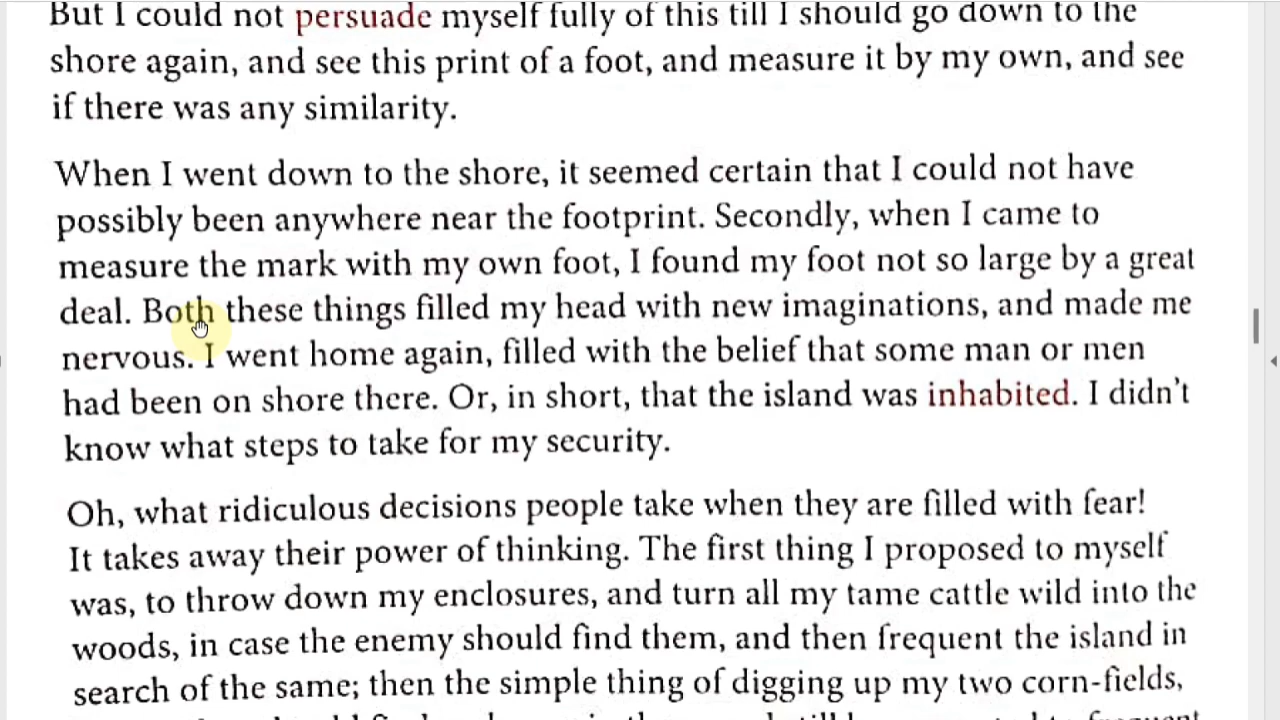 But I could not persuade myself fully of this till I should go down to the
shore again, and see this print of a foot, and measure it by my own, and see
if there was any similarity.
When I went down to the shore, it seemed certain that I could not have
possibly been anywhere near the footprint. Secondly, when I came to
measure the mark with my own foot, I found my foot not so large by a great
deal. Both these things filled my head with new imaginations, and made me
nervous. I went home again, filled with the belief that some man or men
had been on shore there. Or, in short, that the island was inhabited. I didn't
know what steps to take for my security.
Oh, what ridiculous decisions people take when they are filled with fear!
It takes away their power of thinking. The first thing I proposed to myself
was, to throw down my enclosures, and turn all my tame cattle wild into the
woods, in case the enemy should find them, and then frequent the island in
search of the same; then the simple thing of digging up my two corn-fields,